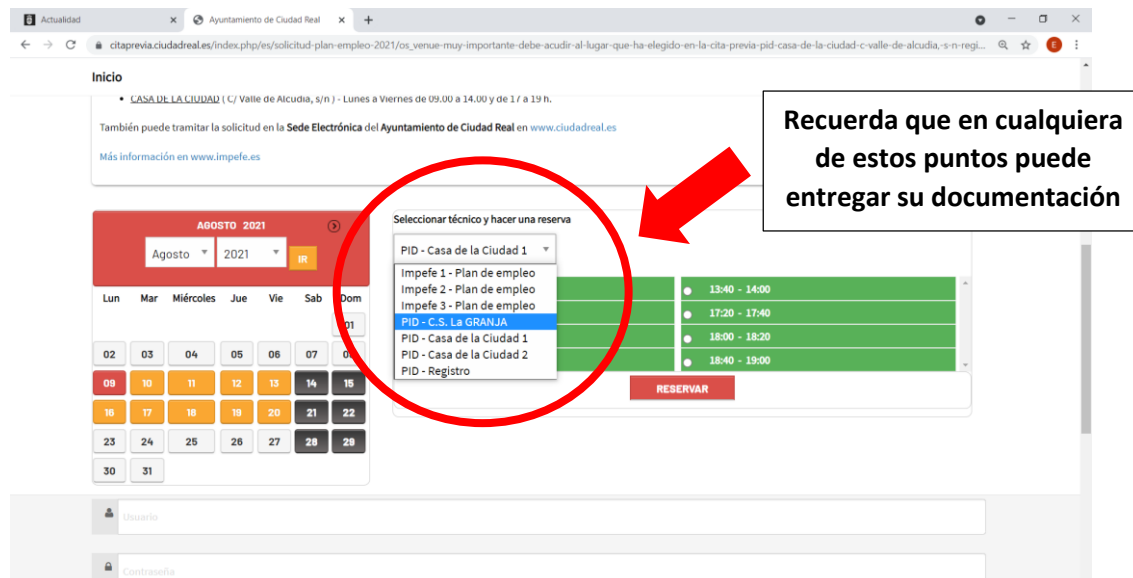 Actualidad
Ayuntamiento de Ciudad Real
citaprevia.ciudadreal.es/index.php/es/solicitud-plan-empleo-2021/os_venue-muy-importante-debe-acudir-al-lugar-que-ha-elegido-en-la-cita-previa-pid-casa-de-la-ciudad-c-valle-de-alcudia,-s-n-regi...
E
Inicio
CASA DE LA CIUDAD ( C/ Valle de Alcudia, s/n ) - Lunes a Viernes de 09.00 a 14.00 y de 17 a 19 h.
También puede tramitar la solicitud en la Sede Electrónica del Ayuntamiento de Ciudad Real en www.ciudadreal.es
Más información en www.impefe.es
Recuerda que en cualquiera
de estos puntos puede
entregar su documentación
AGOSTO 2021
Agosto 2021 IR
Lun Mar Miércoles Jue Vie Sab Dom
01
02 03 04 05 06 07 08
09 10 11 12 13 14 15
16 17 18 19 20 21 22
23 24 25 26 27 28 29
30 31
Seleccionar técnico y hacer una reserva
PID - Casa de la Ciudad 1
Impefe 1 - Plan de empleo
Impefe 2 - Plan de empleo
Impefe 3 - Plan de empleo
PID - C.S. La GRANJA
PID - Casa de la Ciudad 1
PID - Casa de la Ciudad 2
PID - Registro
13:40 - 14:00
17:20 - 17:40
18:00 - 18:20
18:40 - 19:00
RESERVAR
Usuario
Contraseña